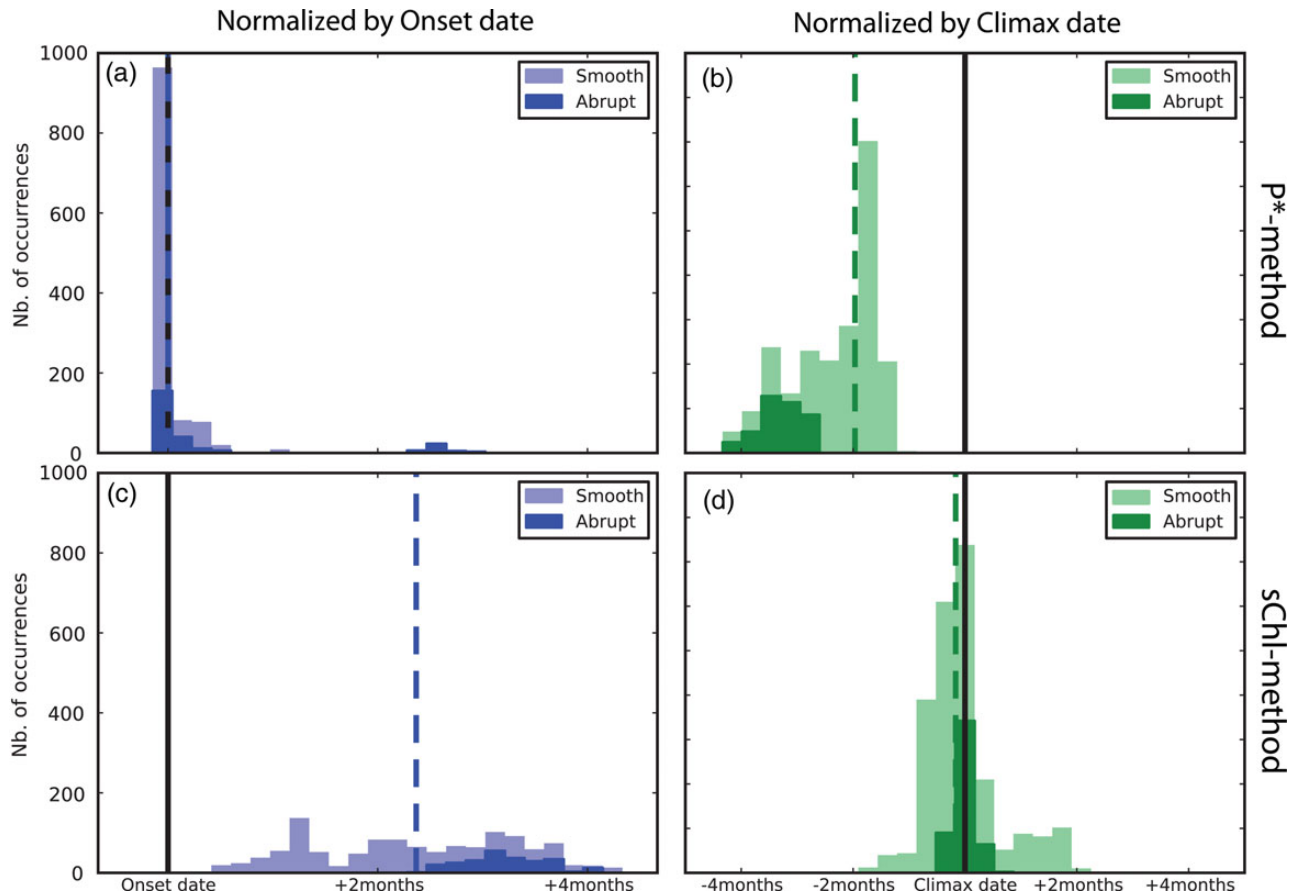 Normalized by Onset date
Normalized by Climax date
(a)
Smooth
Abrupt
1000
800
600
400
200
0
Nb. of occurrences
(b)
Smooth
Abrupt
P*-method
(c)
Smooth
Abrupt
1000
800
600
400
200
0
Nb. of occurrences
Onset date
+2months
+4months
(d)
Smooth
Abrupt
sChl-method
-4months
-2months
Climax date
+2months
+4months